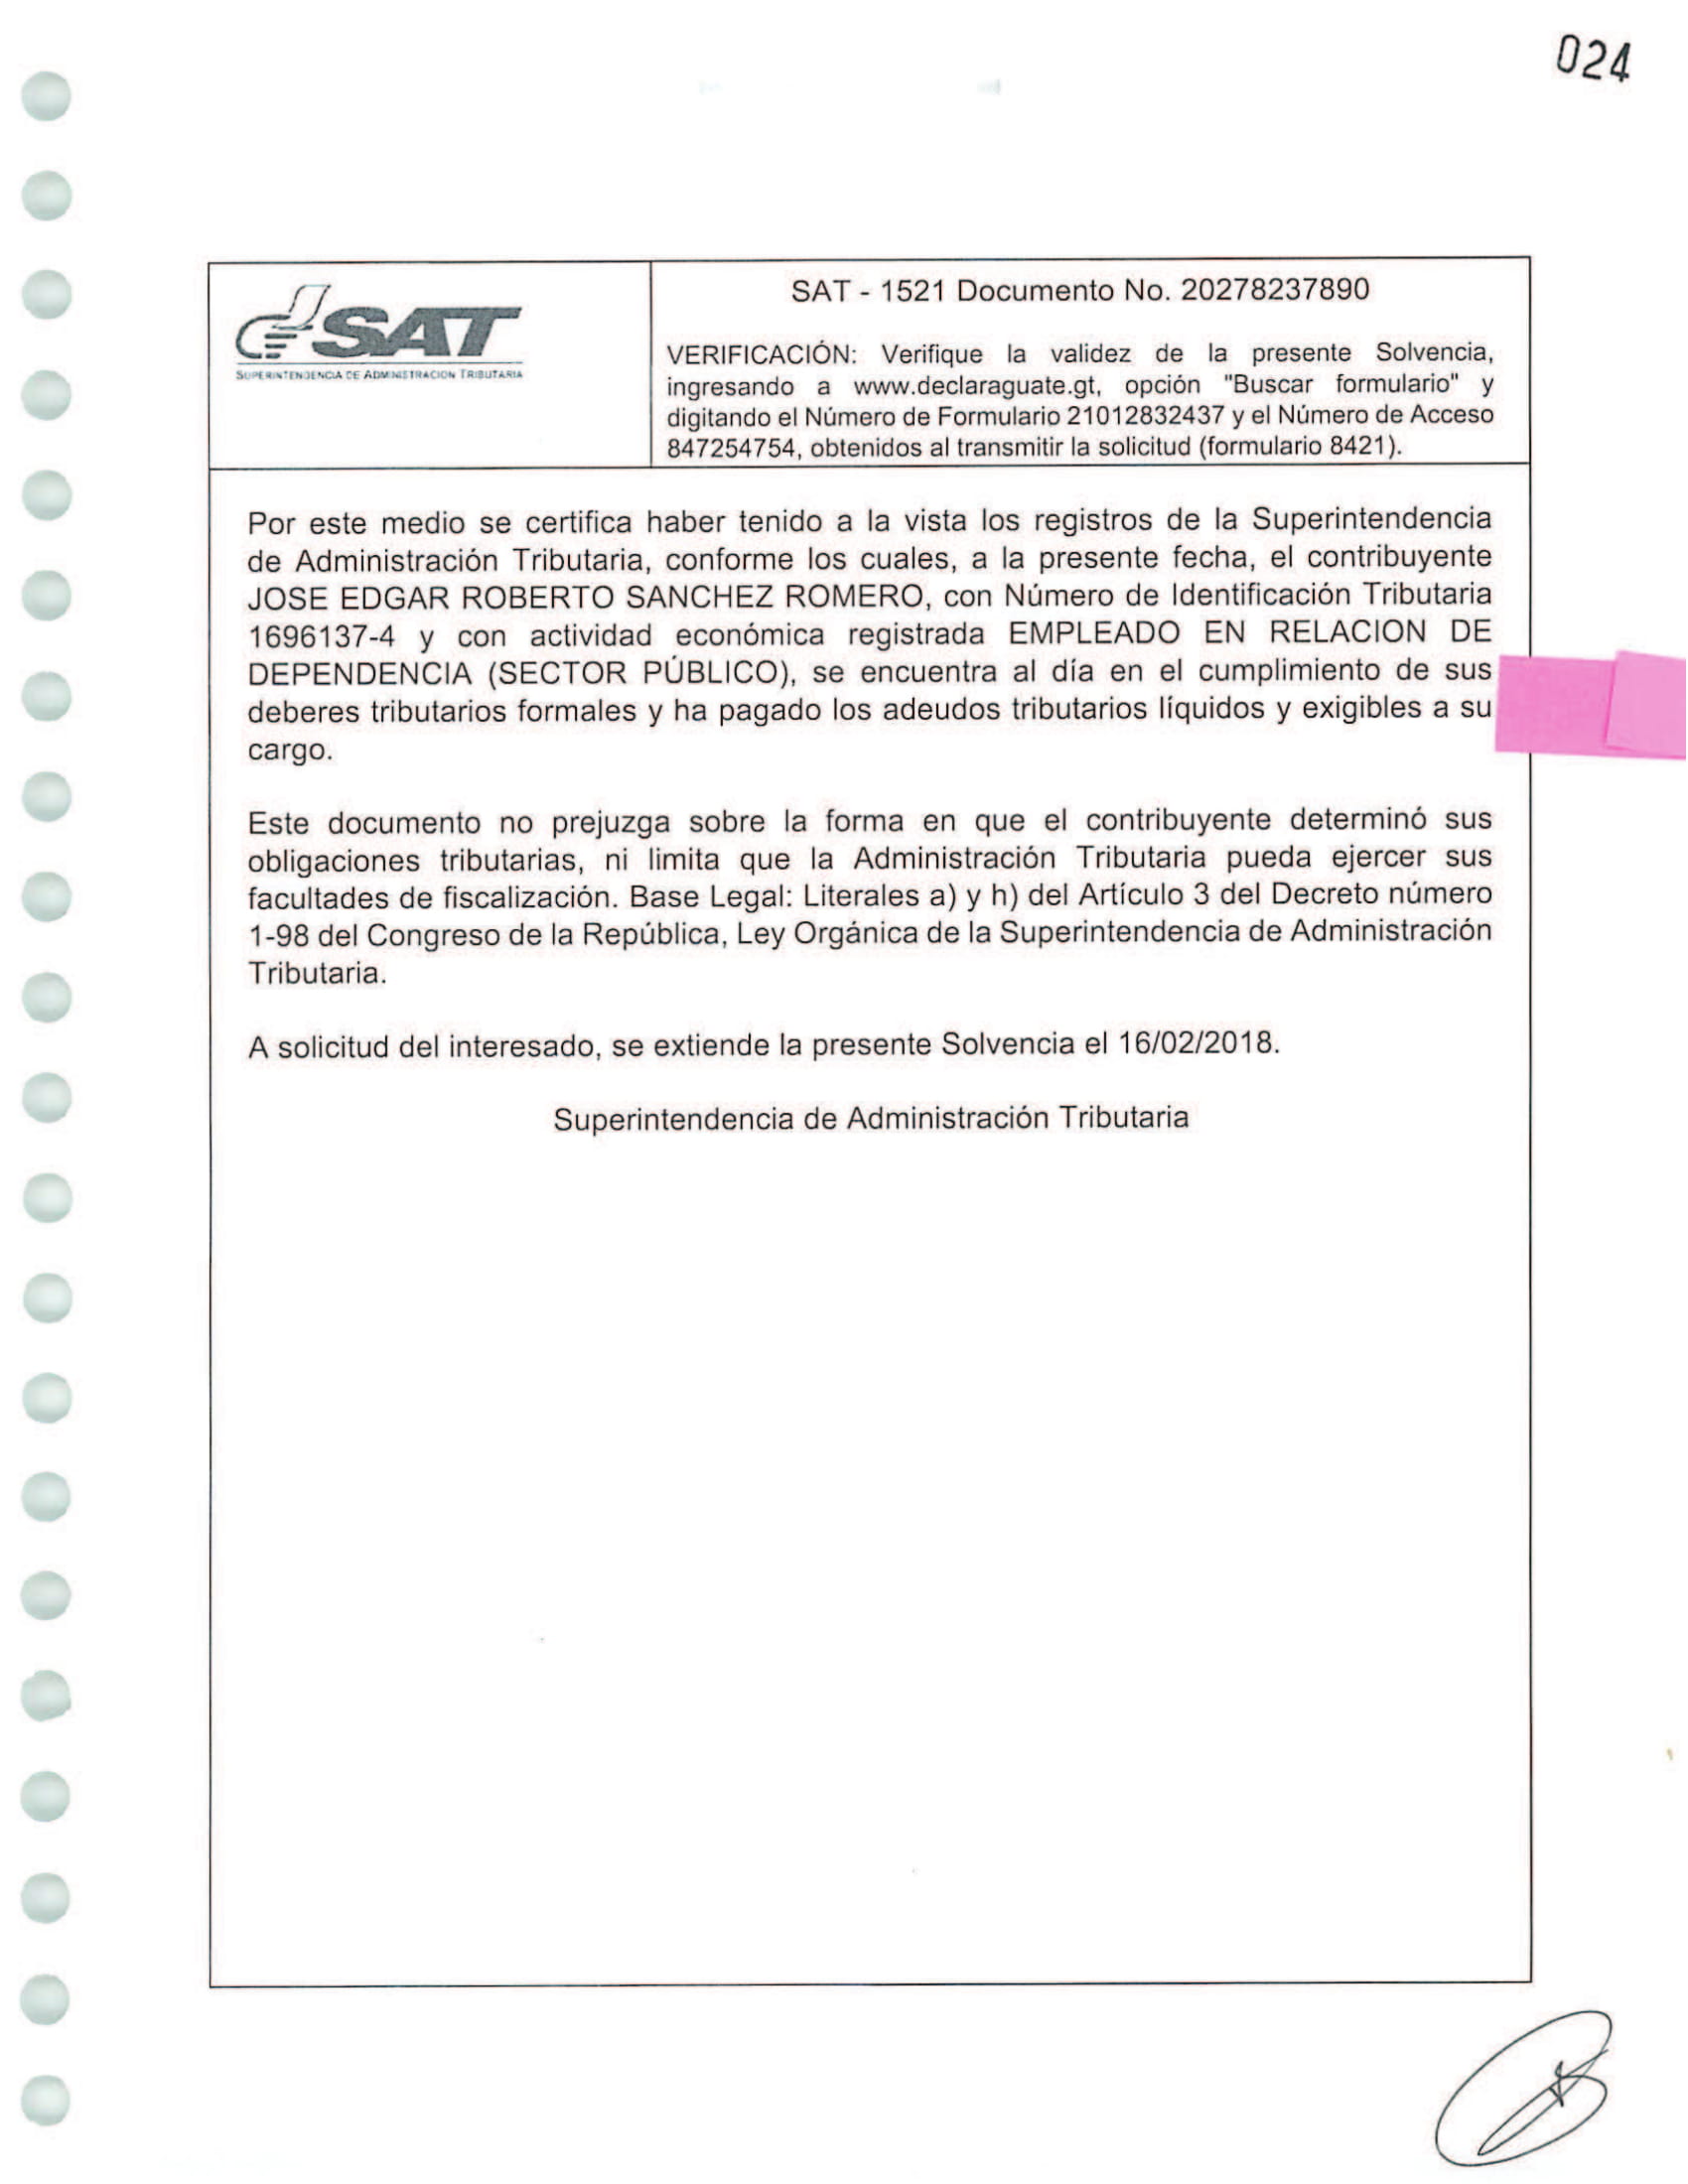 024
SAT
SUPERINTENDENCIA DE ADMINISTRACION TRIBUTARIA
SAT - 1521 Documento No. 20278237890
VERIFICACIÓN: Verifique la validez de la presente Solvencia,
ingresando a www.declaraguate.gt, opción "Buscar formulario" y
digitando el Número de Formulario 21012832437 y el Número de Acceso
847254754, obtenidos al transmitir la solicitud (formulario 8421).
Por este medio se certifica haber tenido a la vista los registros de la Superintendencia
de Administración Tributaria, conforme los cuales, a la presente fecha, el contribuyente
JOSE EDGAR ROBERTO SANCHEZ ROMERO, con Número de Identificación Tributaria
1696137-4 y con actividad económica registrada EMPLEADO EN RELACION DE
DEPENDENCIA (SECTOR PÚBLICO), se encuentra al día en el cumplimiento de sus
deberes tributarios formales y ha pagado los adeudos tributarios líquidos y exigibles a su
cargo.
Este documento no prejuzga sobre la forma en que el contribuyente determinó sus
obligaciones tributarias, ni limita que la Administración Tributaria pueda ejercer sus
facultades de fiscalización. Base Legal: Literales a) y h) del Artículo 3 del Decreto número
1-98 del Congreso de la República, Ley Orgánica de la Superintendencia de Administración
Tributaria.
A solicitud del interesado, se extiende la presente Solvencia el 16/02/2018.
Superintendencia de Administración Tributaria